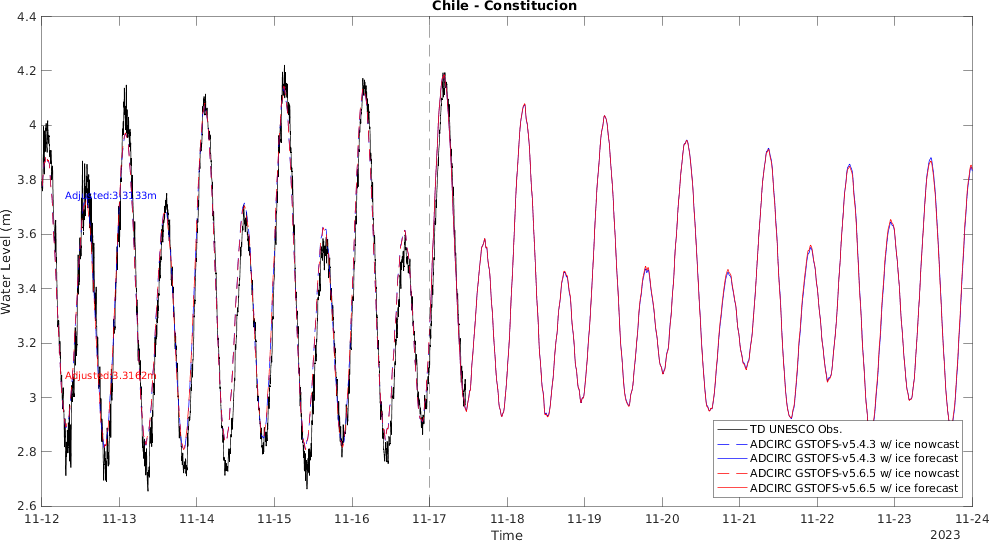 Chile - Constitucion
4.4
4.2
4
3.8
3.6
3.4
3.2
3
2.8
2.6
Water Level (m)
Adjusted:3.3133m
Adjusted:3.3162m
TD UNESCO Obs.
ADCIRC GSTOFS-v5.4.3 w/ ice nowcast
ADCIRC GSTOFS-v5.4.3 w/ ice forecast
ADCIRC GSTOFS-v5.6.5 w/ ice nowcast
ADCIRC GSTOFS-v5.6.5 w/ ice forecast
11-12 11-13 11-14 11-15 11-16 11-17 11-18 11-19 11-20 11-21 11-22 11-23 11-24
Time
2023